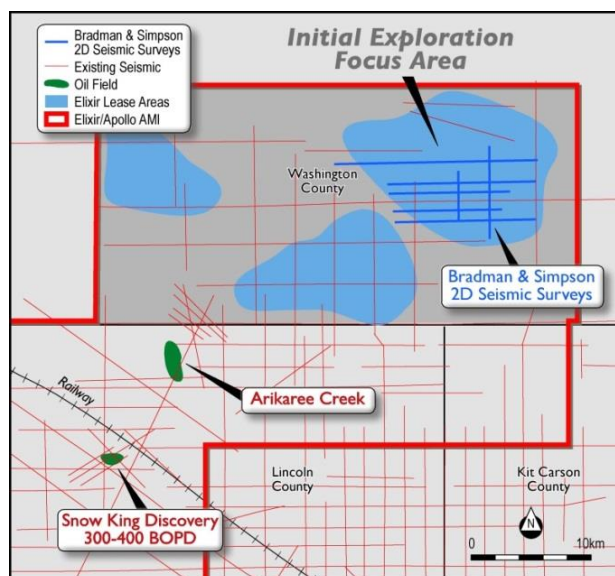 Bradman & Simpson
2D Seismic Surveys
Existing Seismic
Oil Field
Elixir Lease Areas
Elixir/Apollo AMI
Initial Exploration
Focus Area
Washington
County
Bradman & Simpson
2D Seismic Surveys
Arikaree Creek
Railway
Snow King Discovery
300-400 BOPD
Lincoln
County
Kit Carson
County
N
0
10km